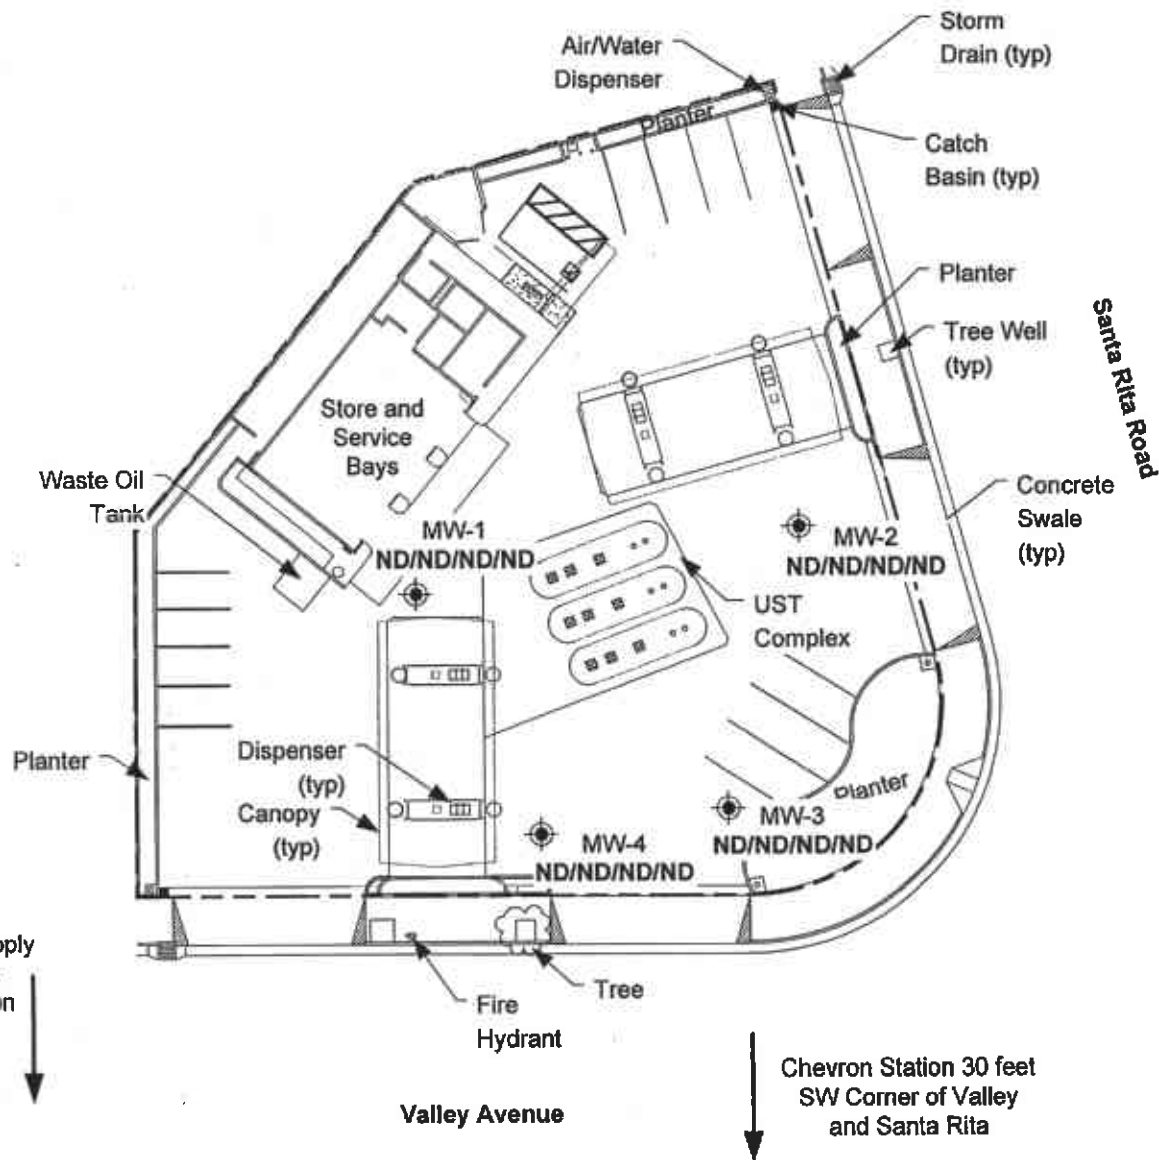 Storm
Drain (typ)
Air/Water
Dispenser
Planter
Catch
Basin (typ)
Planter
Santa Rita Road
Tree Well
(typ)
Store and
Service
Bays
Waste Oil
Tank
Concrete
Swale
(typ)
MW-1
ND/ND/ND/ND
MW-2
ND/ND/ND/ND
UST
Complex
Planter
Dispenser
(typ)
Canopy
(typ)
Planter
MW-3
ND/ND/ND/ND
MW-4
ND/ND/ND/ND
Tree
Fire
Hydrant
Valley Avenue
Chevron Station 30 feet
SW Corner of Valley
and Santa Rita